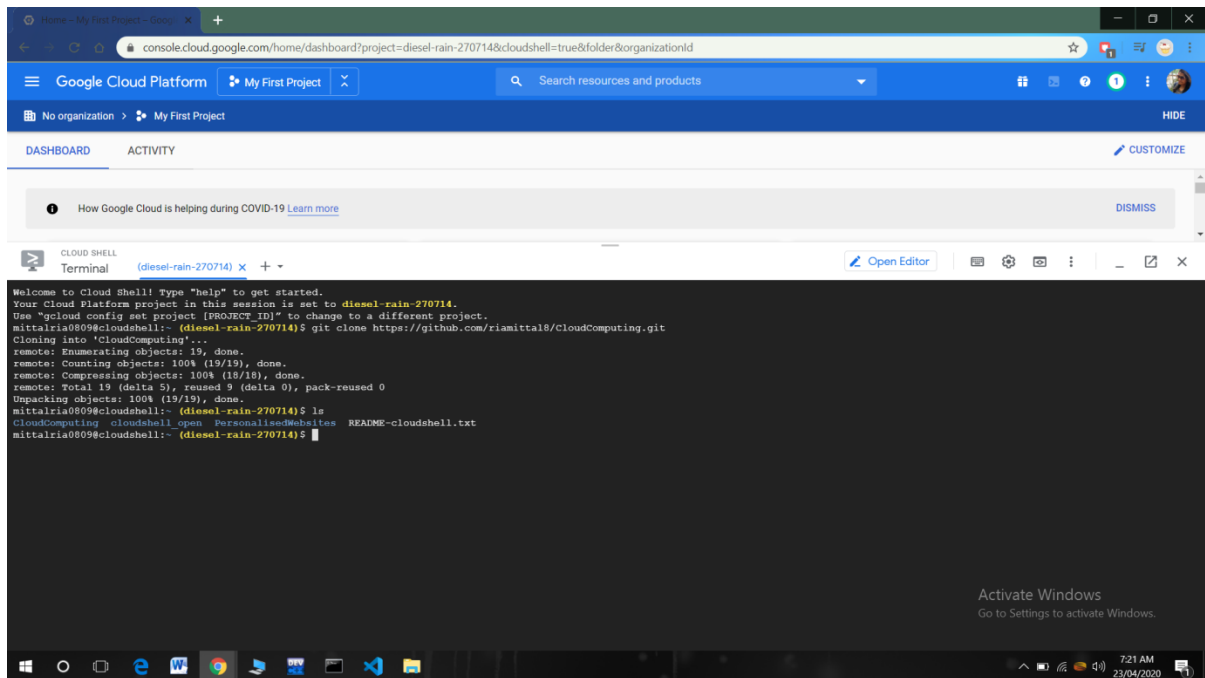 Home – My First Project – Googl
console.cloud.google.com/home/dashboard?project=diesel-rain-270714&cloudshell=true&folder&organizationId
Google Cloud Platform My First Project Search resources and products 1
No organization > My First Project HIDE
DASHBOARD ACTIVITY CUSTOMIZE
How Google Cloud is helping during COVID-19 Learn more DISMISS
CLOUD SHELL
Terminal (diesel-rain-270714) Open Editor
Welcome to Cloud Shell! Type "help" to get started.
Your Cloud Platform project in this session is set to diesel-rain-270714.
Use "gcloud config set project [PROJECT_ID]" to change to a different project.
mittalria0809@cloudshell:~ (diesel-rain-270714)$ git clone https://github.com/riamittal8/CloudComputing.git
Cloning into 'CloudComputing'...
remote: Enumerating objects: 19, done.
remote: Counting objects: 100% (19/19), done.
remote: Compressing objects: 100% (18/18), done.
remote: Total 19 (delta 5), reused 9 (delta 0), pack-reused 0
Unpacking objects: 100% (19/19), done.
mittalria0809@cloudshell:~ (diesel-rain-270714)$ ls
CloudComputing cloudshell_open PersonalisedWebsites README-cloudshell.txt
mittalria0809@cloudshell:~ (diesel-rain-270714)$
Activate Windows
Go to Settings to activate Windows.
7:21 AM
23/04/2020